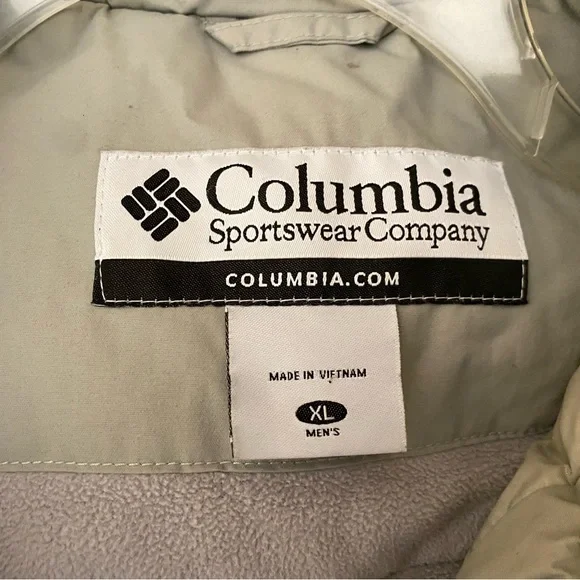 Columbia
Sportswear Company
COLUMBIA.COM
MADE IN VIETNAM
XL
MEN'S